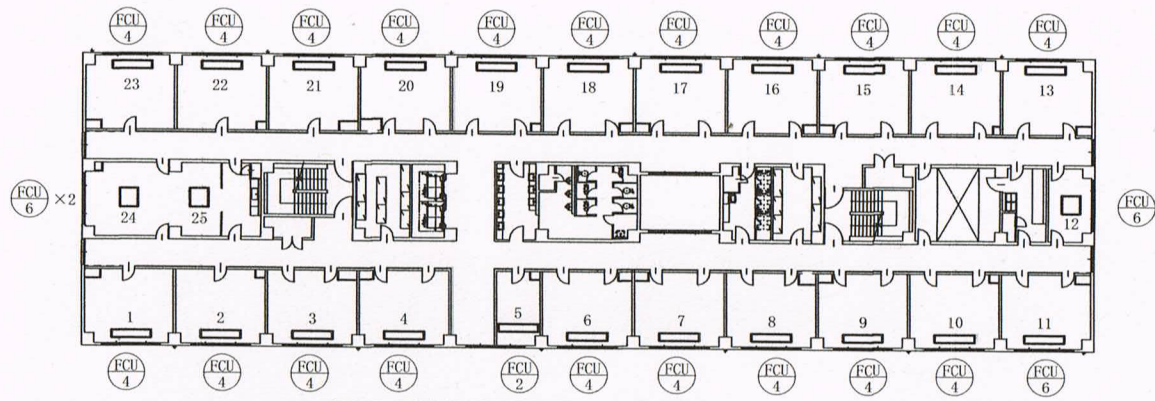 FCU FCU FCU FCU FCU FCU FCU FCU FCU FCU FCU
4 4 4 4 4 4 4 4 4 4 4
23 22 21 20 19 18 17 16 15 14 13
FCU
6 ×2
24 25 12
FCU
6
1 2 3 4 5 6 7 8 9 10 11
FCU FCU FCU FCU FCU FCU FCU FCU FCU FCU FCU
4 4 4 4 2 4 4 4 4 4 6